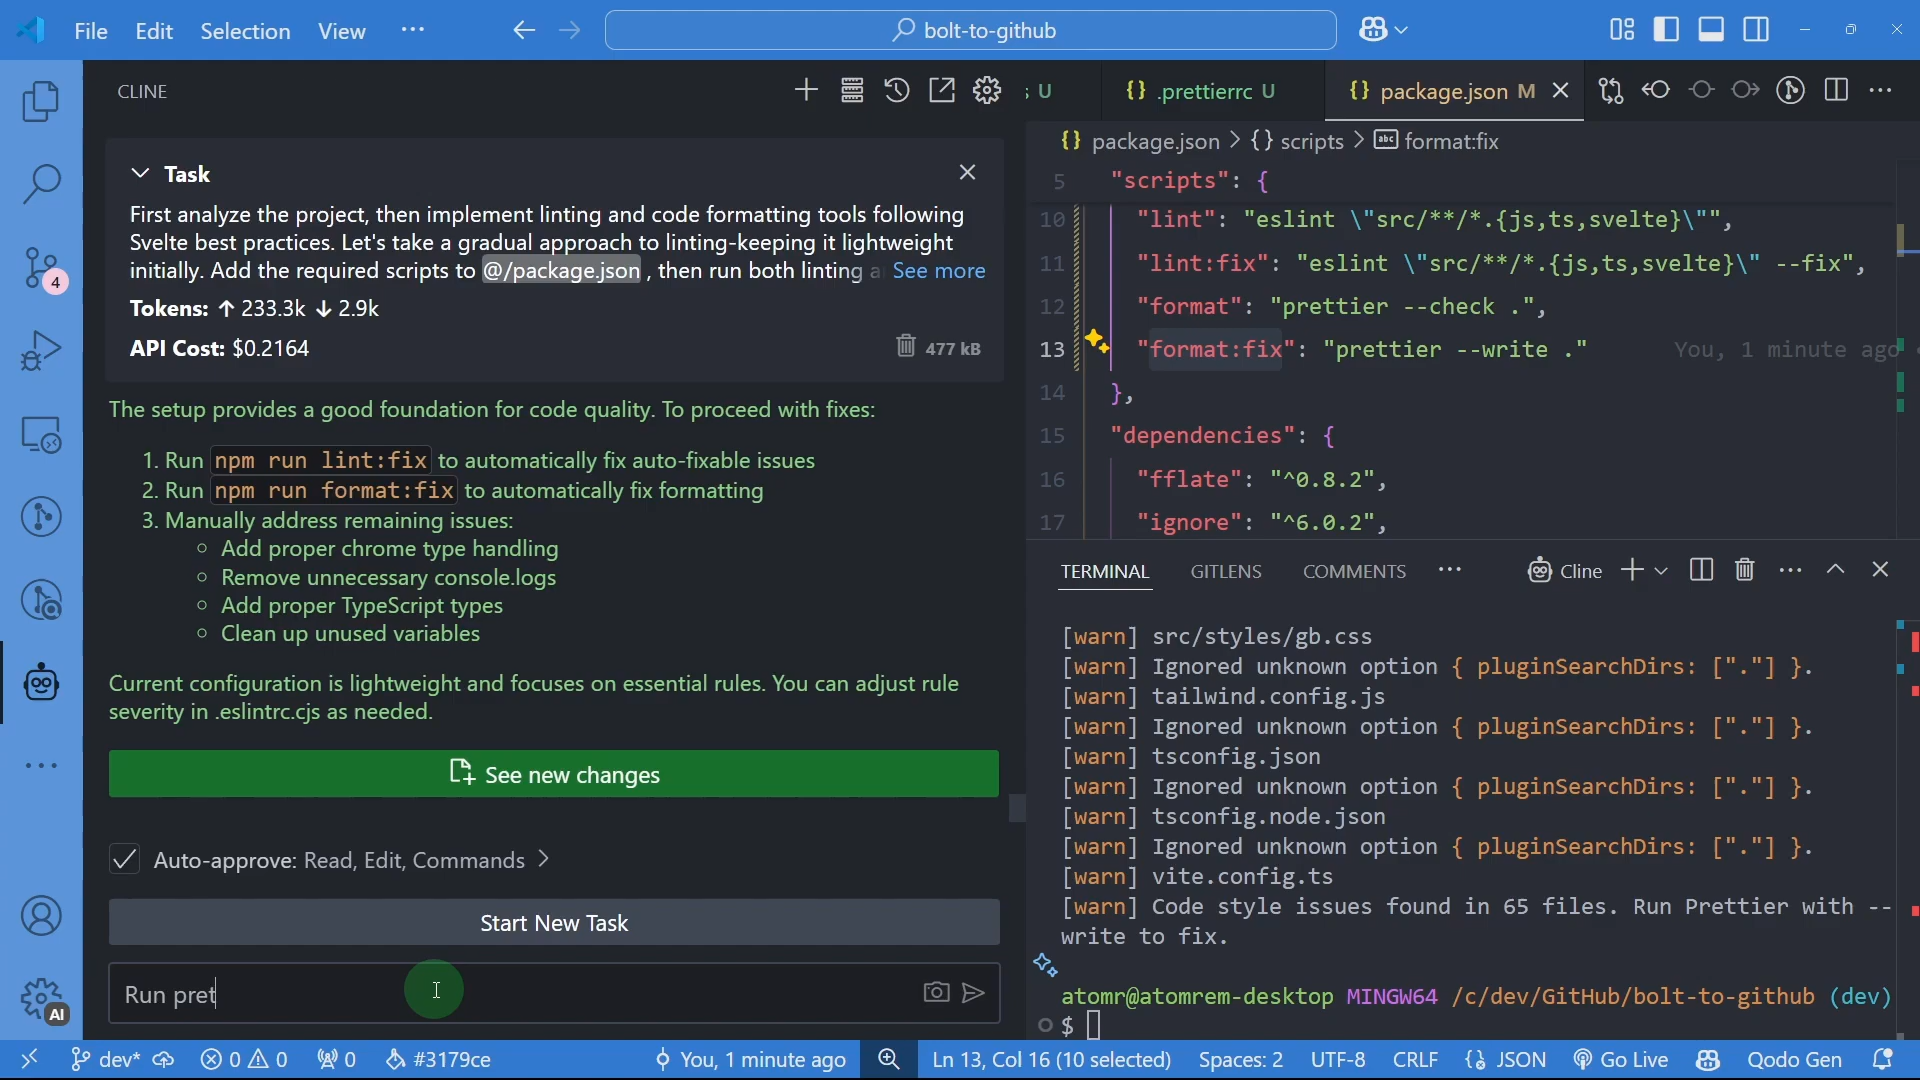 File Edit Selection View ··· bolt-to-github
CLINE
Task
First analyze the project, then implement linting and code formatting tools following
Svelte best practices. Let's take a gradual approach to linting-keeping it lightweight
initially. Add the required scripts to @/package.json , then run both linting a See more
Tokens: ↑ 233.3k ↓ 2.9k
API Cost: $0.2164 477 kB
The setup provides a good foundation for code quality. To proceed with fixes:
1. Run npm run lint:fix to automatically fix auto-fixable issues
2. Run npm run format:fix to automatically fix formatting
3. Manually address remaining issues:
Add proper chrome type handling
Remove unnecessary console.logs
Add proper TypeScript types
Clean up unused variables
Current configuration is lightweight and focuses on essential rules. You can adjust rule
severity in .eslintrc.cjs as needed.
See new changes
Auto-approve: Read, Edit, Commands >
Start New Task
Run pret
4
AI
U {} .prettierrc U {} package.json M
{} package.json > {} scripts > abc format:fix
5 "scripts": {
10 "lint": "eslint \"src/**/*.{js,ts,svelte}\"",
11 "lint:fix": "eslint \"src/**/*.{js,ts,svelte}\" --fix",
12 "format": "prettier --check .",
13 "format:fix": "prettier --write ." You, 1 minute ago
14 },
15 "dependencies": {
16 "fflate": "^0.8.2",
17 "ignore": "^6.0.2",
TERMINAL GITLENS COMMENTS ··· Cline
[warn] src/styles/gb.css
[warn] Ignored unknown option { pluginSearchDirs: ["."] }.
[warn] tailwind.config.js
[warn] Ignored unknown option { pluginSearchDirs: ["."] }.
[warn] tsconfig.json
[warn] Ignored unknown option { pluginSearchDirs: ["."] }.
[warn] tsconfig.node.json
[warn] Ignored unknown option { pluginSearchDirs: ["."] }.
[warn] vite.config.ts
[warn] Code style issues found in 65 files. Run Prettier with --
write to fix.
atomr@atomrem-desktop MINGW64 /c/dev/GitHub/bolt-to-github (dev)
$
dev* 0 0 0 #3179ce You, 1 minute ago Ln 13, Col 16 (10 selected) Spaces: 2 UTF-8 CRLF {} JSON Go Live Qodo Gen